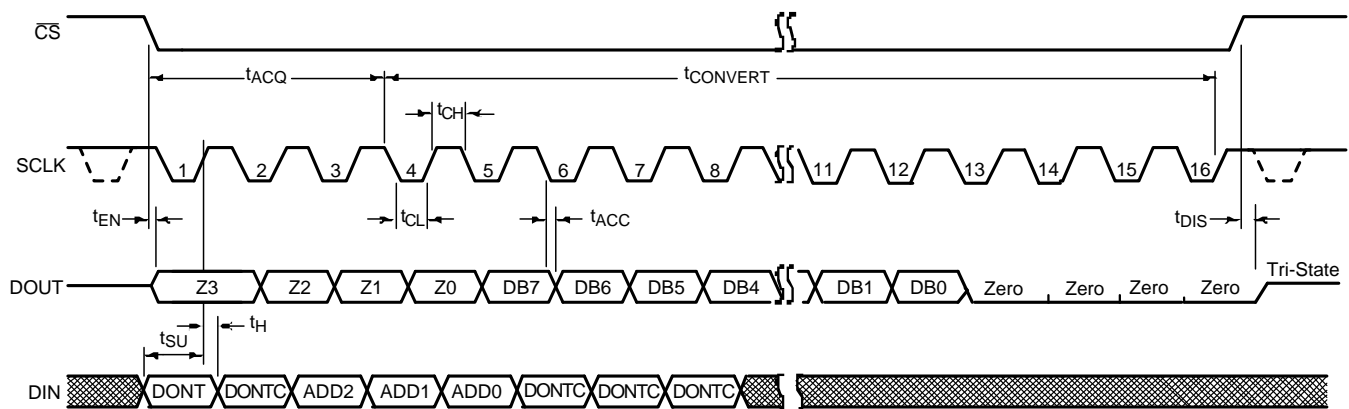 CS
tACQ
tCONVERT
tCH
SCLK
1 2 3 4 5 6 7 8 11 12 13 14 15 16
tEN
tCL
tACC
tDIS
Tri-State
DOUT
Z3 Z2 Z1 Z0 DB7 DB6 DB5 DB4 DB1 DB0 Zero Zero Zero Zero
tSU
tH
DIN
DONT DONTC ADD2 ADD1 ADD0 DONTC DONTC DONTC